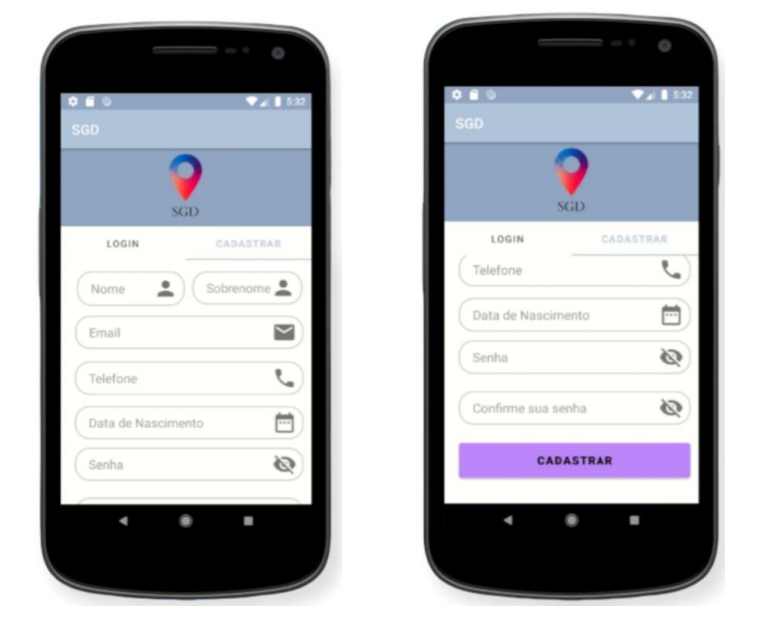 5:32
SGD
SGD
LOGIN CADASTRAR
Nome Sobrenome
Email
Telefone
Data de Nascimento
Senha
5:32
SGD
SGD
LOGIN CADASTRAR
Telefone
Data de Nascimento
Senha
Confirme sua senha
CADASTRAR